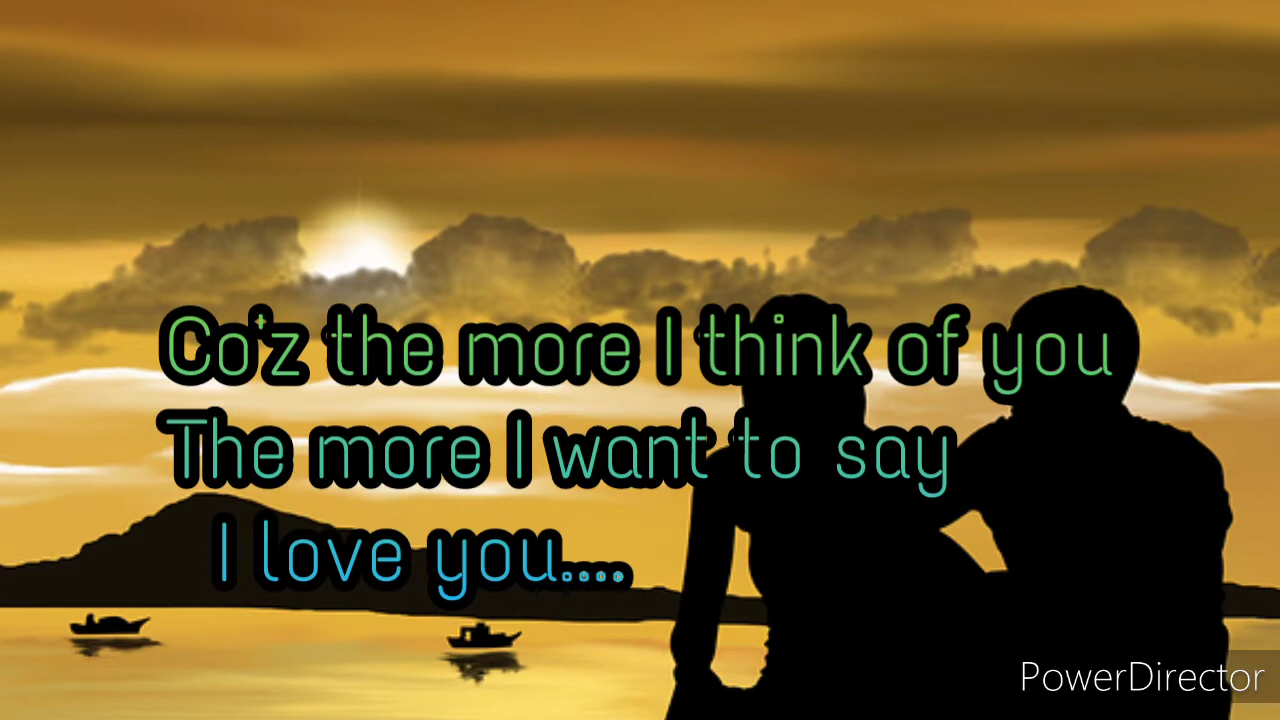 Co'z the more I think of you
The more I want to say
I love you....
PowerDirector